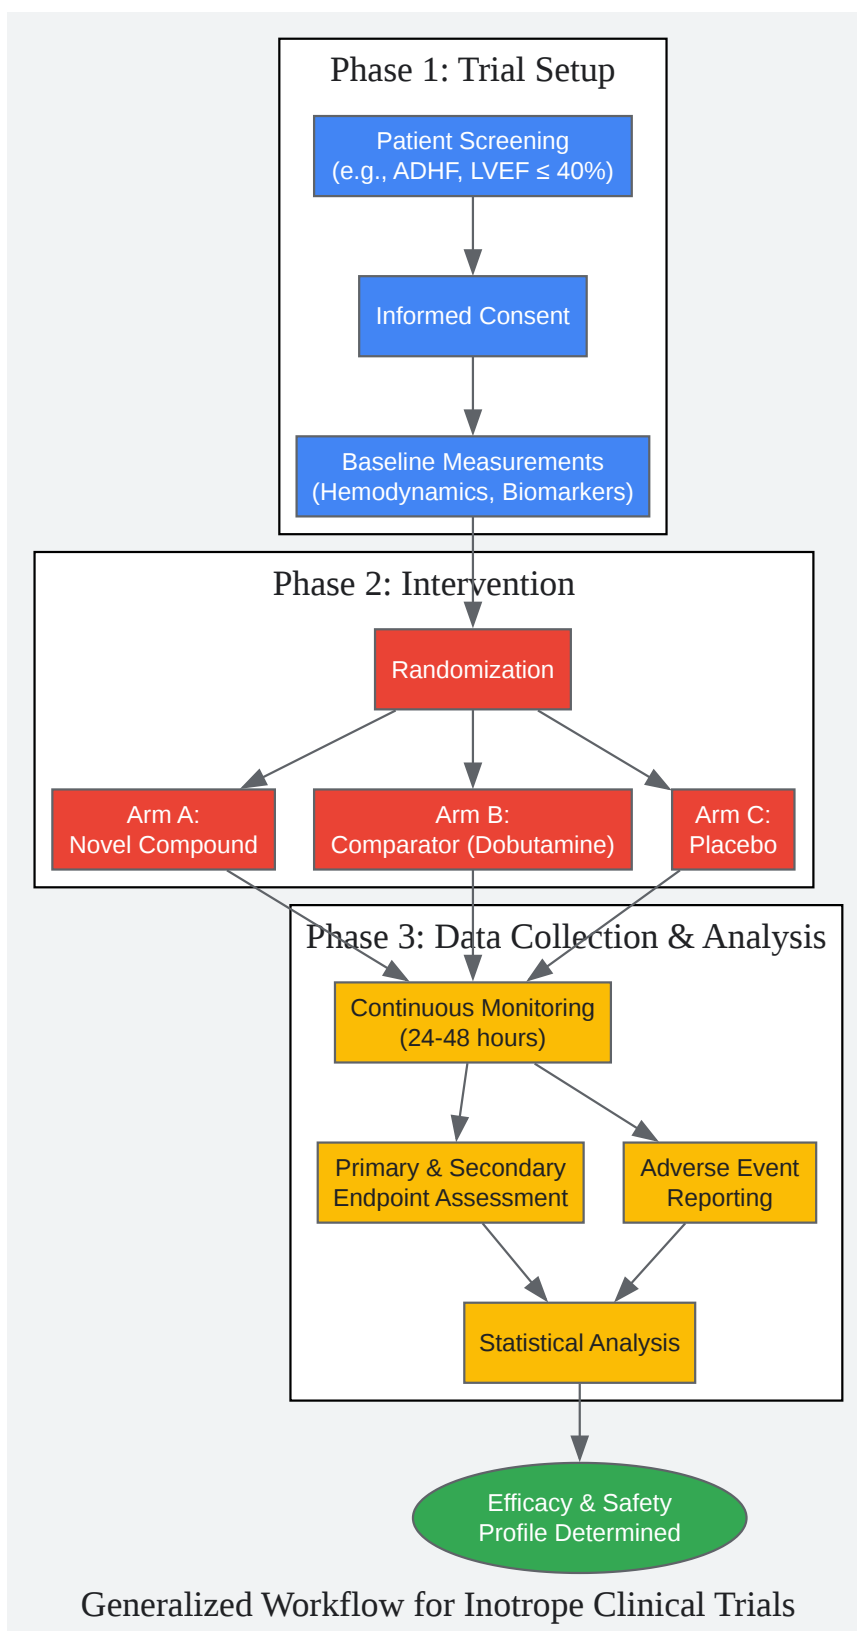 Phase 1: Trial Setup
Patient Screening
(e.g., ADHF, LVEF ≤ 40%)
Informed Consent
Baseline Measurements
(Hemodynamics, Biomarkers)
Phase 2: Intervention
Randomization
Arm A:
Novel Compound
Arm B:
Comparator (Dobutamine)
Arm C:
Placebo
Phase 3: Data Collection & Analysis
Continuous Monitoring
(24-48 hours)
Primary & Secondary
Endpoint Assessment
Adverse Event
Reporting
Statistical Analysis
Efficacy & Safety
Profile Determined
Generalized Workflow for Inotrope Clinical Trials